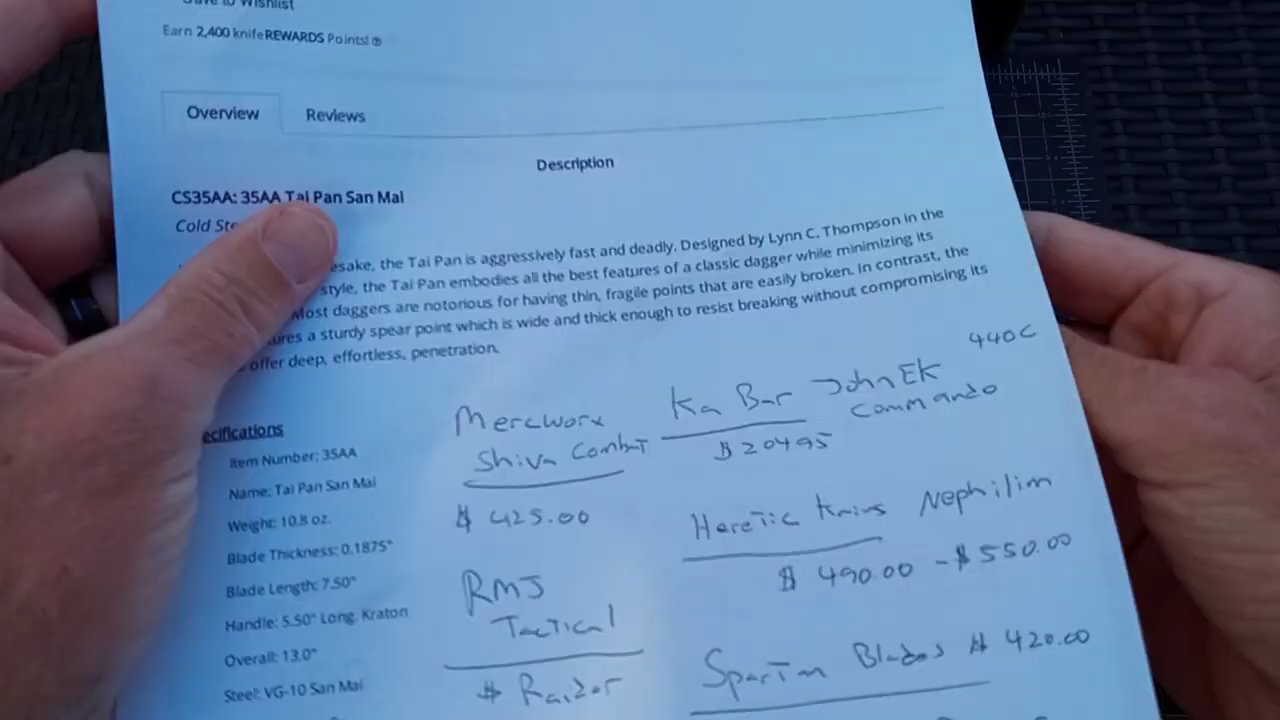 Save to Wishlist
Earn 2,400 knifeREWARDS Points!
Overview
Reviews
Description
CS35AA: 35AA Tai Pan San Mai
Cold Ste
esake, the Tai Pan is aggressively fast and deadly. Designed by Lynn C. Thompson in the
style, the Tai Pan embodies all the best features of a classic dagger while minimizing its
Most daggers are notorious for having thin, fragile points that are easily broken. In contrast, the
ures a sturdy spear point which is wide and thick enough to resist breaking without compromising its
offer deep, effortless, penetration.
440C
Ka Bar John EK
Commando
$204.95
Mercworx
Shiva Combat
$425.00
Heretic Knives Nephilim
$490.00 - $550.00
RMJ
Tactical
$ Raider
Spartan Blades $420.00
ecifications
Item Number: 35AA
Name: Tai Pan San Mai
Weight: 10.8 oz.
Blade Thickness: 0.1875"
Blade Length: 7.50"
Handle: 5.50" Long. Kraton
Overall: 13.0"
Steel: VG-10 San Mai